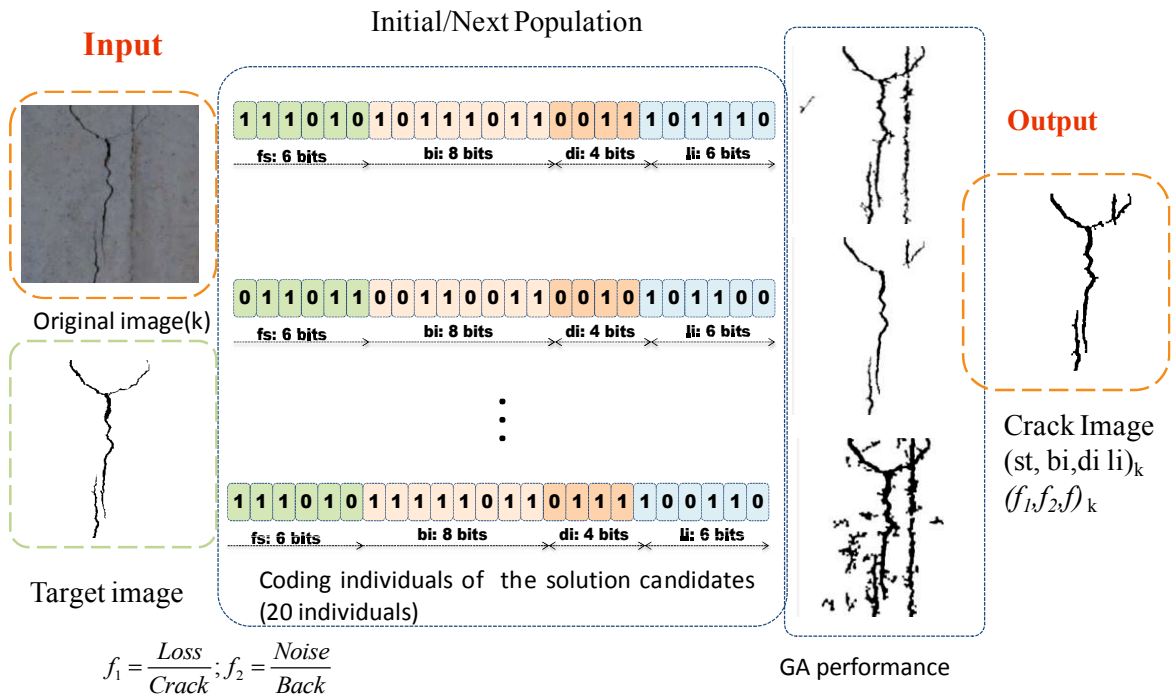 Initial/Next Population
Input
1 1 1 0 1 0 1 0 1 1 1 0 1 1 0 0 1 1 1 0 1 1 1 0
fs: 6 bits bi: 8 bits di: 4 bits li: 6 bits
Original image(k)
0 1 1 0 1 1 0 0 1 1 0 0 1 1 0 0 1 0 1 0 1 1 0 0
fs: 6 bits bi: 8 bits di: 4 bits li: 6 bits
Target image
1 1 1 0 1 0 1 1 1 1 1 0 1 1 0 1 1 1 1 0 0 1 1 0
fs: 6 bits bi: 8 bits di: 4 bits li: 6 bits
Coding individuals of the solution candidates
(20 individuals)
f1 = Loss/Crack; f2 = Noise/Back
GA performance
Output
Crack Image
(st, bi,di li)k
(f1,f2,f) k